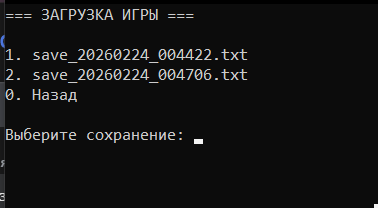 === ЗАГРУЗКА ИГРЫ ===
1. save_20260224_004422.txt
2. save_20260224_004706.txt
0. Назад
Выберите сохранение: